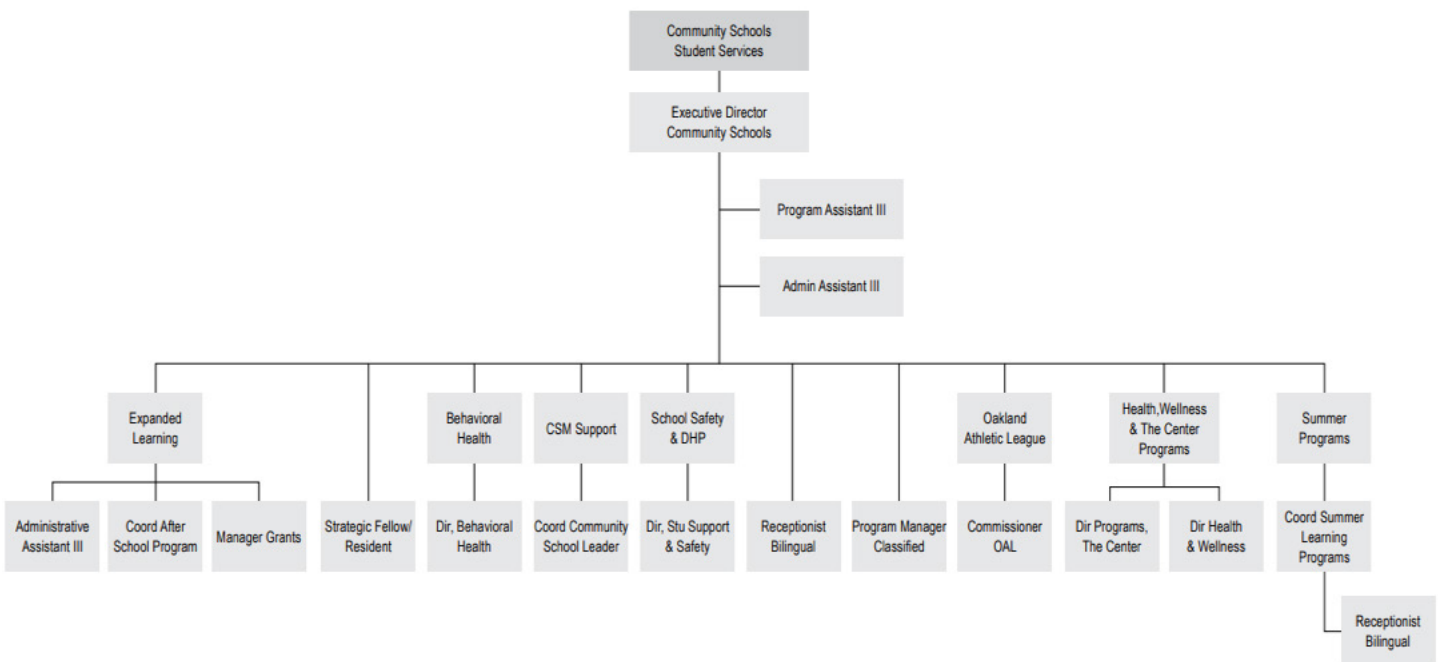 Community Schools
Student Services
Executive Director
Community Schools
Program Assistant III
Admin Assistant III
Expanded
Learning
Behavioral
Health
CSM Support
School Safety
& DHP
Oakland
Athletic League
Health,Wellness
& The Center
Programs
Summer
Programs
Administrative
Assistant III
Coord After
School Program
Manager Grants
Strategic Fellow/
Resident
Dir, Behavioral
Health
Coord Community
School Leader
Dir, Stu Support
& Safety
Receptionist
Bilingual
Program Manager
Classified
Commissioner
OAL
Dir Programs,
The Center
Dir Health
& Wellness
Coord Summer
Learning
Programs
Receptionist
Bilingual